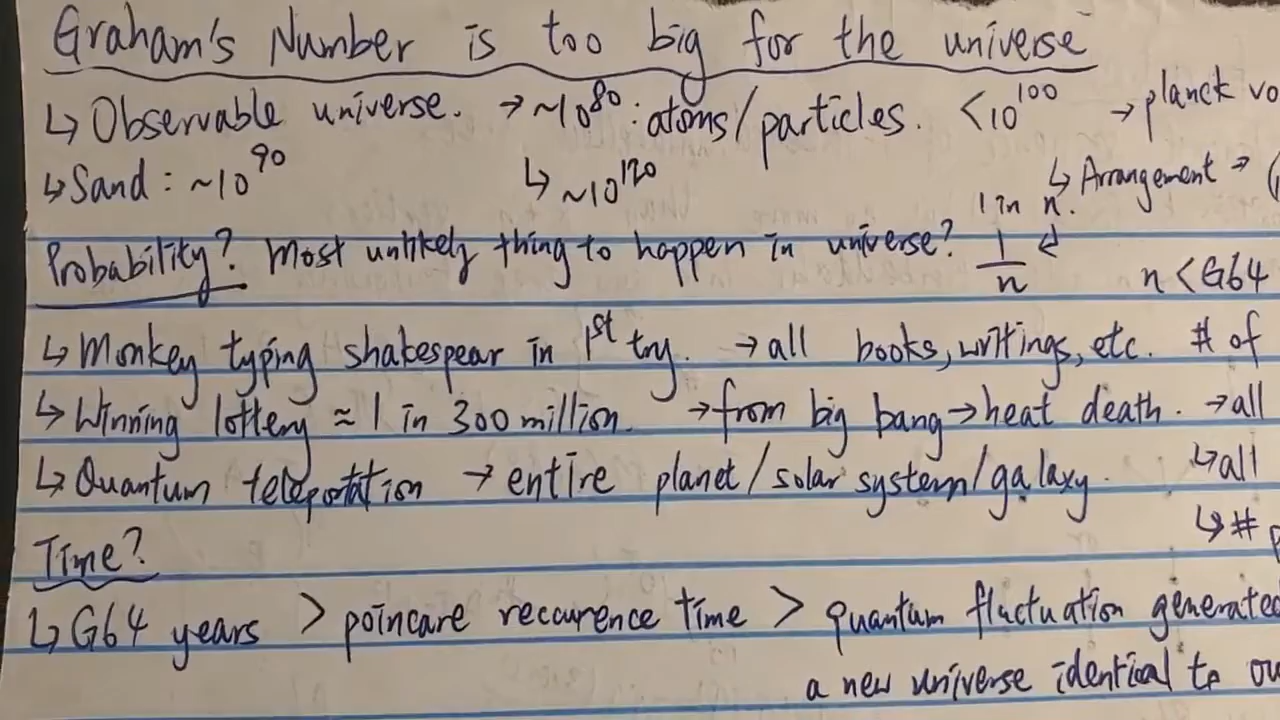 Graham's Number is too big for the universe
↳ Observable universe. → ~10^80 : atoms/particles. <10^100 → planck vo
↳ Sand : ~10^90 ↳ ~10^120 ↳ Arrangement → (
1 in n.
Probability? Most unlikely thing to happen in universe? 1/n n < G64
↳ Monkey typing shakespear in 1st try. → all books, writings, etc. # of
↳ Winning lottery ≈ 1 in 300 million. → from big bang → heat death. → all
↳ Quantum teleportation → entire planet/solar system/galaxy. ↳ all
↳ #
Time?
↳ G64 years > poincare recurence time > quantum fluctuation generated
a new universe identical to ou